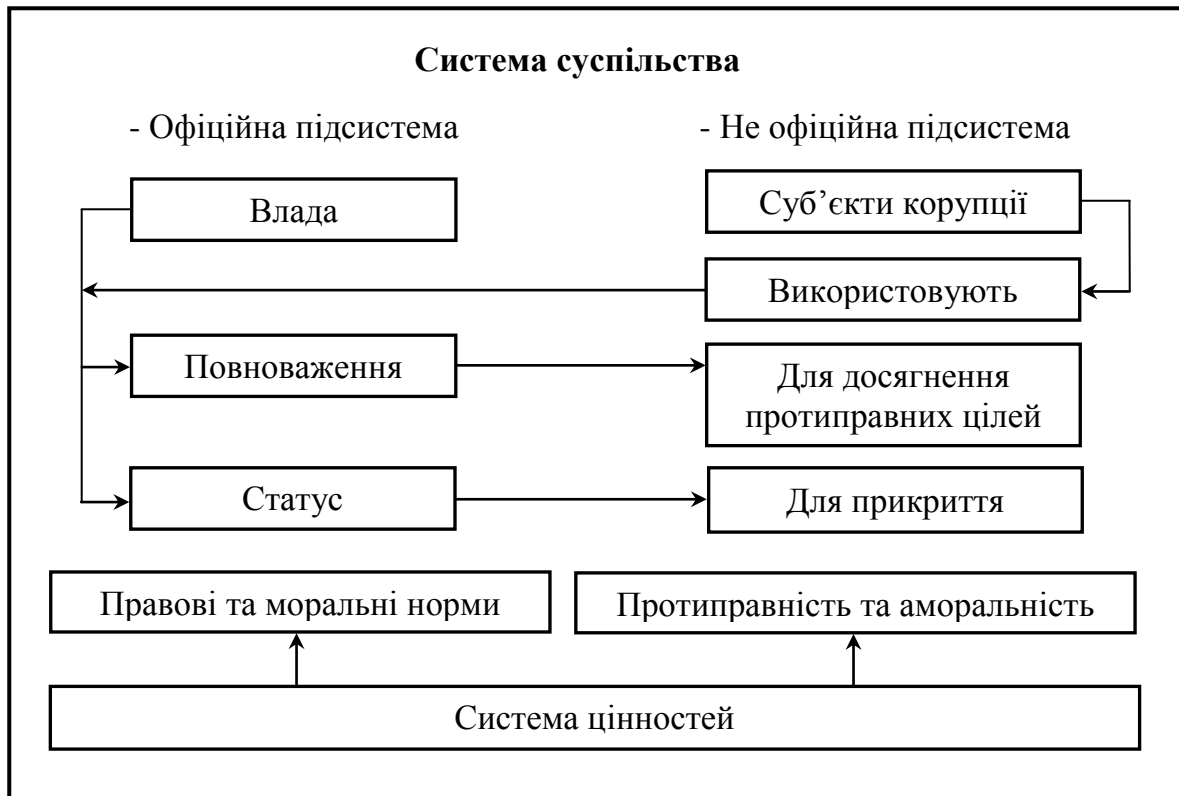 Система суспільства
- Офіційна підсистема
- Не офіційна підсистема
Влада
Суб’єкти корупції
Використовують
Повноваження
Для досягнення
протиправних цілей
Статус
Для прикриття
Правові та моральні норми
Протиправність та аморальність
Система цінностей